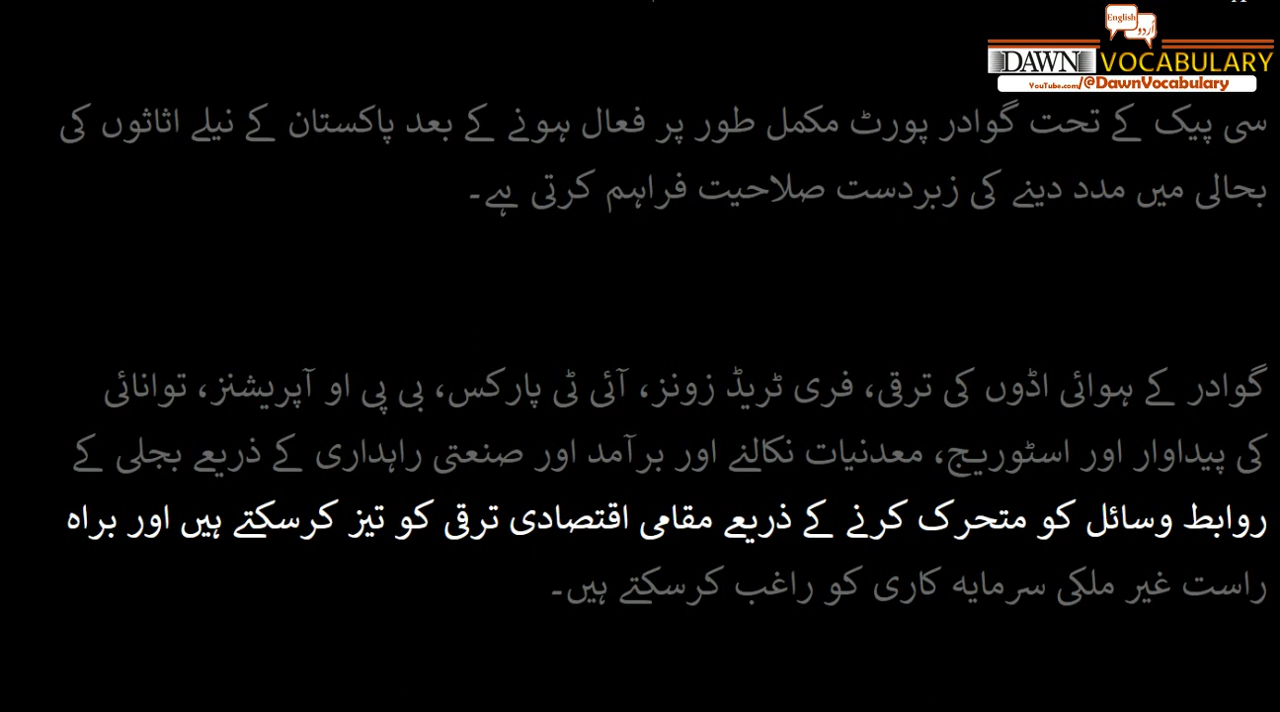 English
اُردو
DAWN VOCABULARY
YouTube.com/@DawnVocabulary
سی پیک کے تحت گوادر پورٹ مکمل طور پر فعال ہونے کے بعد پاکستان کے نیلے اثاثوں کی
بحالی میں مدد دینے کی زبردست صلاحیت فراہم کرتی ہے۔
گوادر کے ہوائی اڈوں کی ترقی، فری ٹریڈ زونز، آئی ٹی پارکس، بی پی او آپریشنز، توانائی
کی پیداوار اور اسٹوریج، معدنیات نکالنے اور برآمد اور صنعتی راہداری کے ذریعے بجلی کے
روابط وسائل کو متحرک کرنے کے ذریعے مقامی اقتصادی ترقی کو تیز کرسکتے ہیں اور براہ
راست غیر ملکی سرمایہ کاری کو راغب کرسکتے ہیں۔